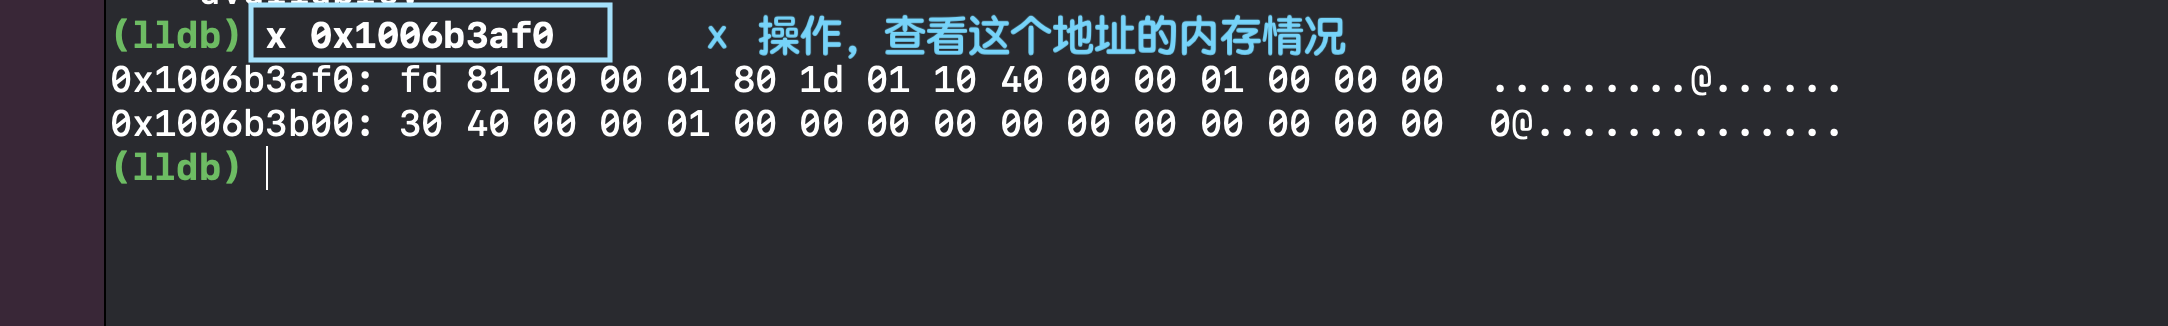 (lldb) x 0x1006b3af0 x 操作，查看这个地址的内存情况
0x1006b3af0: fd 81 00 00 01 80 1d 01 10 40 00 00 01 00 00 00  .........@......
0x1006b3b00: 30 40 00 00 01 00 00 00 00 00 00 00 00 00 00 00  0@..............
(lldb)